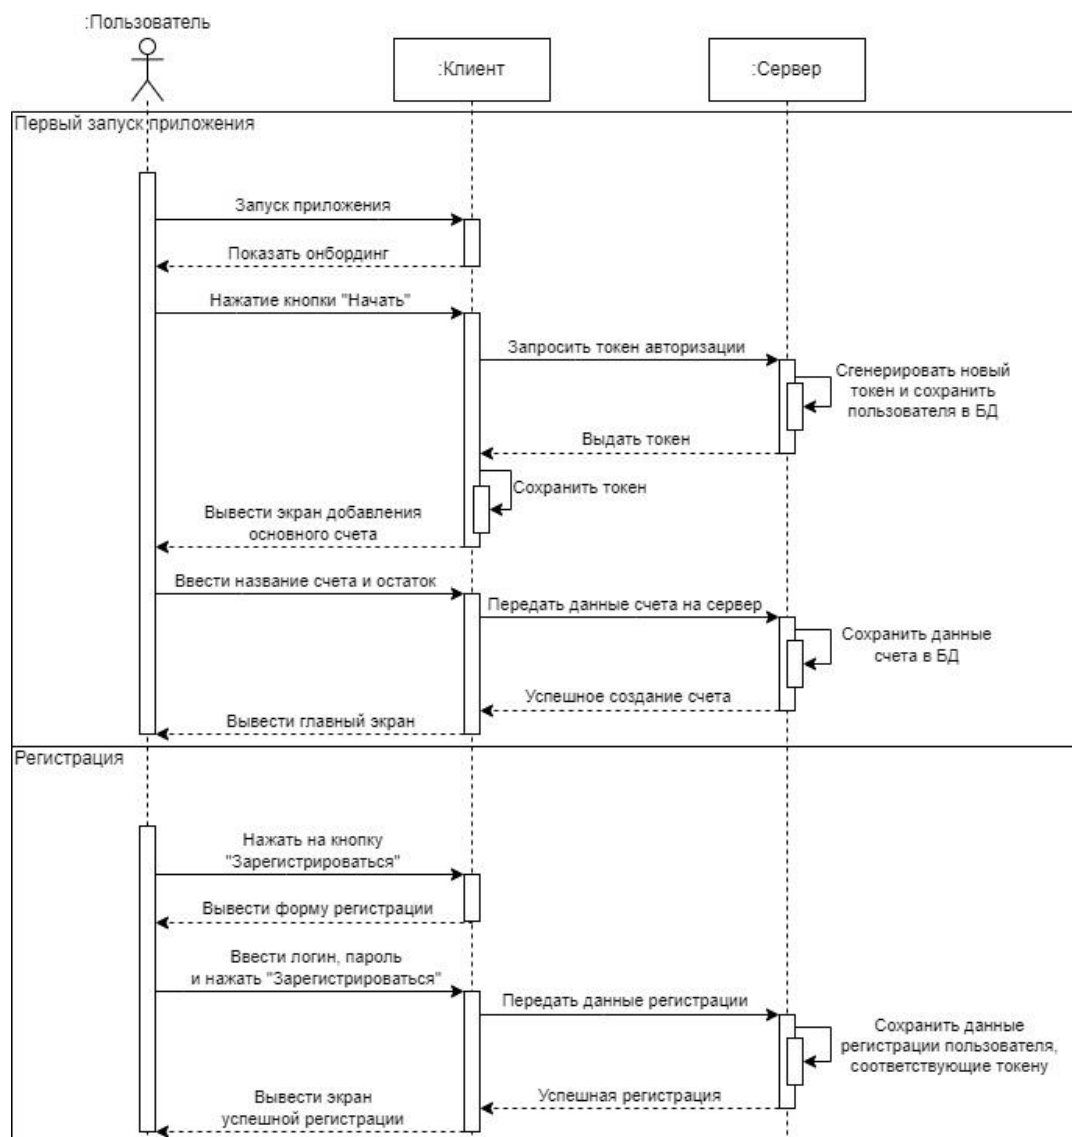 :Пользователь
:Клиент
:Сервер
Первый запуск приложения
Запуск приложения
Показать онбординг
Нажатие кнопки "Начать"
Запросить токен авторизации
Сгенерировать новый
токен и сохранить
пользователя в БД
Выдать токен
Сохранить токен
Вывести экран добавления
основного счета
Ввести название счета и остаток
Передать данные счета на сервер
Сохранить данные
счета в БД
Успешное создание счета
Вывести главный экран
Регистрация
Нажать на кнопку
"Зарегистрироваться"
Вывести форму регистрации
Ввести логин, пароль
и нажать "Зарегистрироваться"
Передать данные регистрации
Сохранить данные
регистрации пользователя,
соответствующие токену
Успешная регистрация
Вывести экран
успешной регистрации